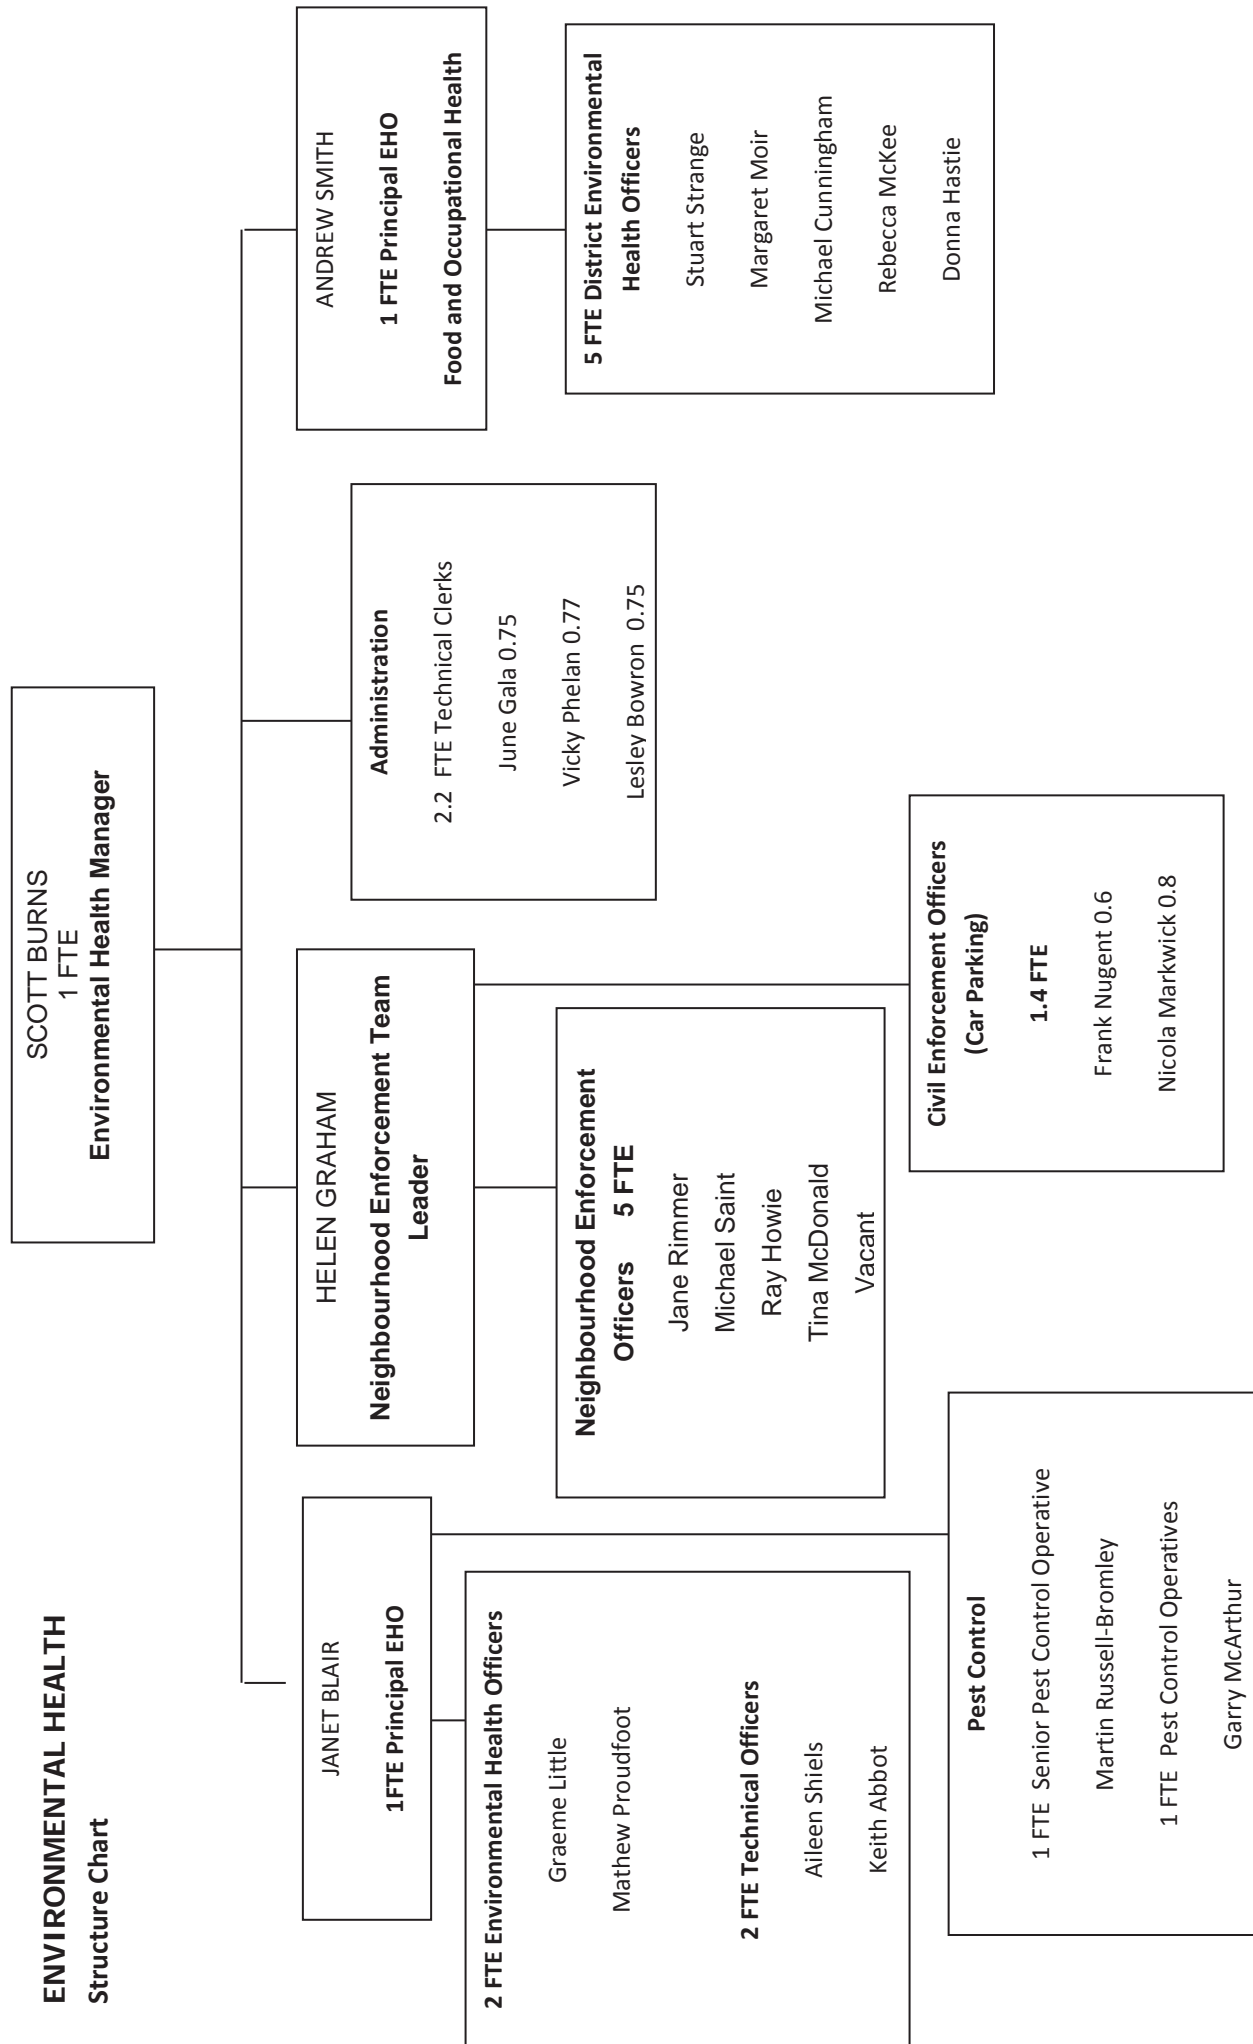 ENVIRONMENTAL HEALTH
Structure Chart
SCOTT BURNS
1 FTE
Environmental Health Manager
JANET BLAIR
1FTE Principal EHO
2 FTE Environmental Health Officers
Graeme Little
Mathew Proudfoot
2 FTE Technical Officers
Aileen Shiels
Keith Abbot
Pest Control
1 FTE Senior Pest Control Operative
Martin Russell-Bromley
1 FTE Pest Control Operatives
Garry McArthur
HELEN GRAHAM
Neighbourhood Enforcement Team
Leader
Neighbourhood Enforcement
Officers 5 FTE
Jane Rimmer
Michael Saint
Ray Howie
Tina McDonald
Vacant
Civil Enforcement Officers
(Car Parking)
1.4 FTE
Frank Nugent 0.6
Nicola Markwick 0.8
Administration
2.2 FTE Technical Clerks
June Gala 0.75
Vicky Phelan 0.77
Lesley Bowron 0.75
ANDREW SMITH
1 FTE Principal EHO
Food and Occupational Health
5 FTE District Environmental
Health Officers
Stuart Strange
Margaret Moir
Michael Cunningham
Rebecca McKee
Donna Hastie